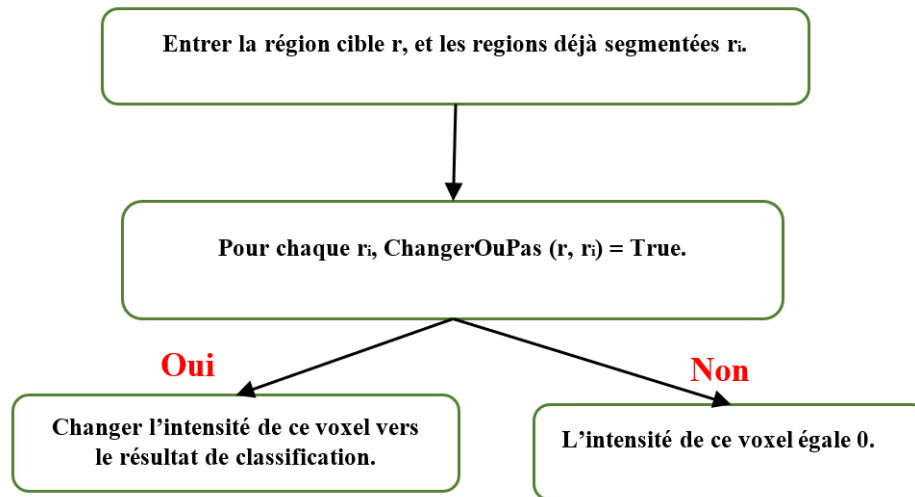 Entrer la région cible r, et les regions déjà segmentées rᵢ.
Pour chaque rᵢ, ChangerOuPas (r, rᵢ) = True.
Oui
Non
Changer l’intensité de ce voxel vers
le résultat de classification.
L’intensité de ce voxel égale 0.